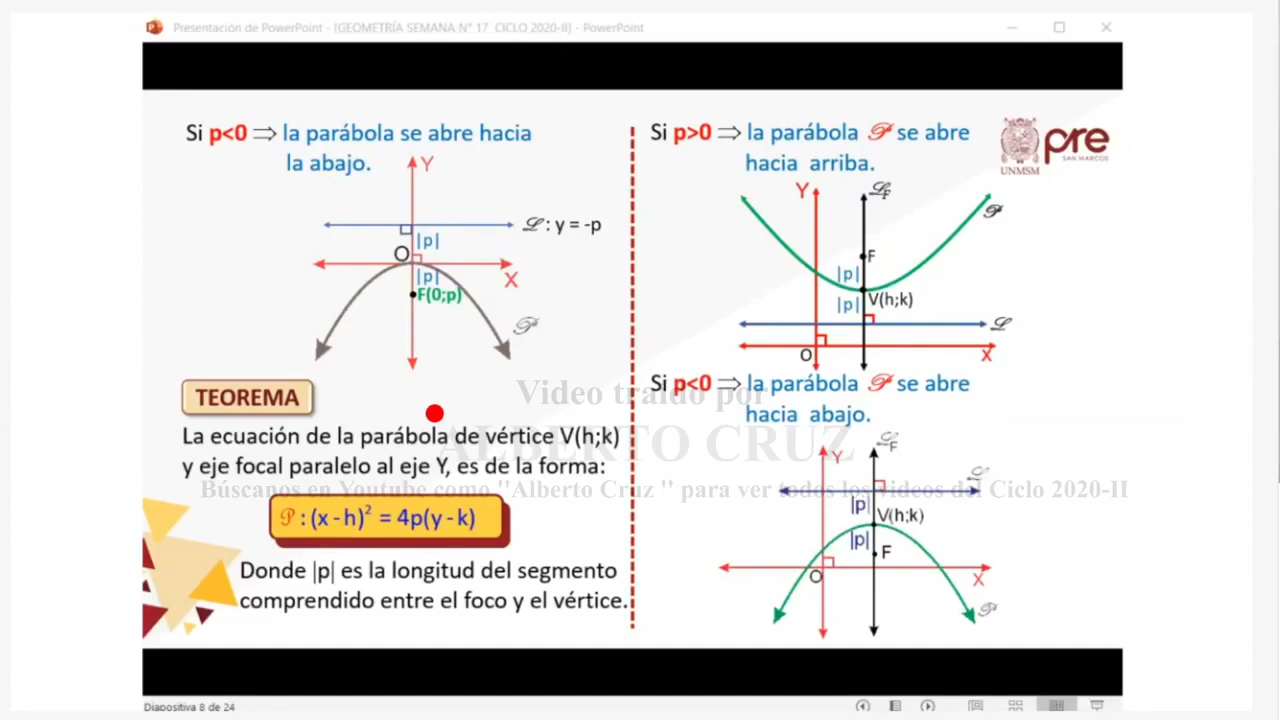 Presentación de PowerPoint - [GEOMETRÍA SEMANA N° 17 CICLO 2020-II] - PowerPoint
Si p<0 ⟹ la parábola se abre hacia
la abajo.
Y
ℒ : y = -p
|p|
O
|p|
X
F(0;p)
𝒫
TEOREMA
La ecuación de la parábola de vértice V(h;k)
y eje focal paralelo al eje Y, es de la forma:
𝒫 : (x - h)² = 4p(y - k)
Donde |p| es la longitud del segmento
comprendido entre el foco y el vértice.
Si p>0 ⟹ la parábola 𝒫 se abre
hacia arriba.
pre
SAN MARCOS
UNMSM
Y
ℒF
𝒫
F
|p|
V(h;k)
|p|
ℒ
O
X
Si p<0 ⟹ la parábola 𝒫 se abre
hacia abajo.
Y
ℒF
ℒ
|p|
V(h;k)
|p|
F
O
X
𝒫
Video traido por
ALBERTO CRUZ
Búscanos en Youtube como "Alberto Cruz " para ver todos los videos del Ciclo 2020-II
Diapositiva 8 de 24